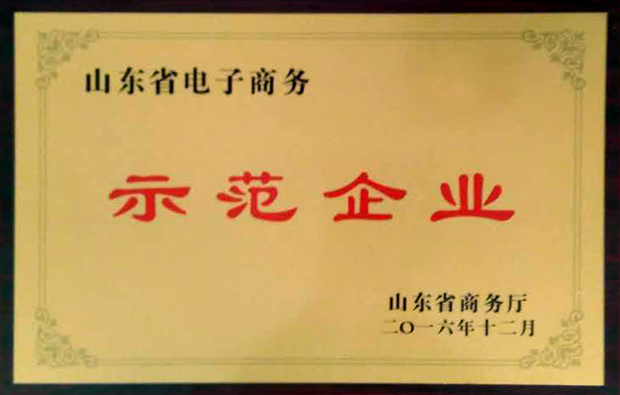 山东省电子商务
示范企业
山东省商务厅
二〇一六年十二月